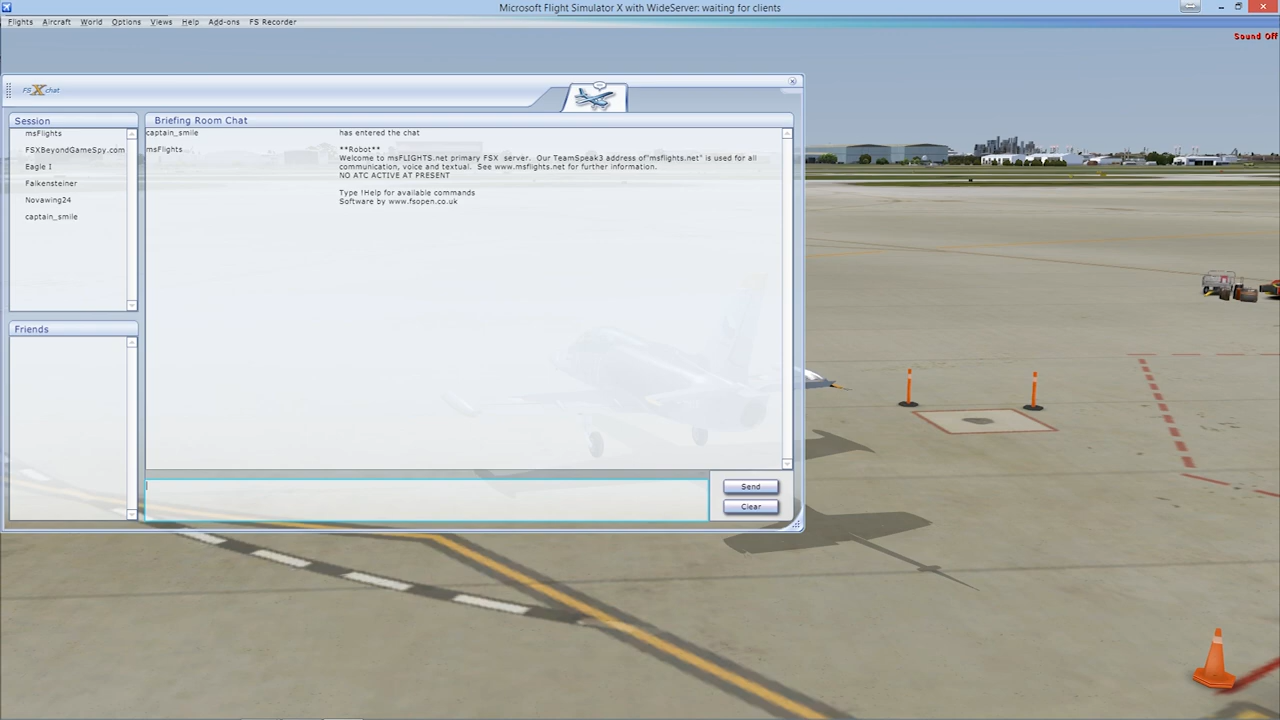 Microsoft Flight Simulator X with WideServer: waiting for clients
Flights Aircraft World Options Views Help Add-ons FS Recorder
Sound Off
FSX chat
Session
msFlights
FSXBeyondGameSpy.com
Eagle I
Falkensteiner
Novawing24
captain_smile
Friends
Briefing Room Chat
captain_smile has entered the chat
msFlights **Robot**
Welcome to msFLIGHTS.net primary FSX server. Our TeamSpeak3 address of"msflights.net" is used for all
communication, voice and textual. See www.msflights.net for further information.
NO ATC ACTIVE AT PRESENT
Type !Help for available commands
Software by www.fsopen.co.uk
Send
Clear